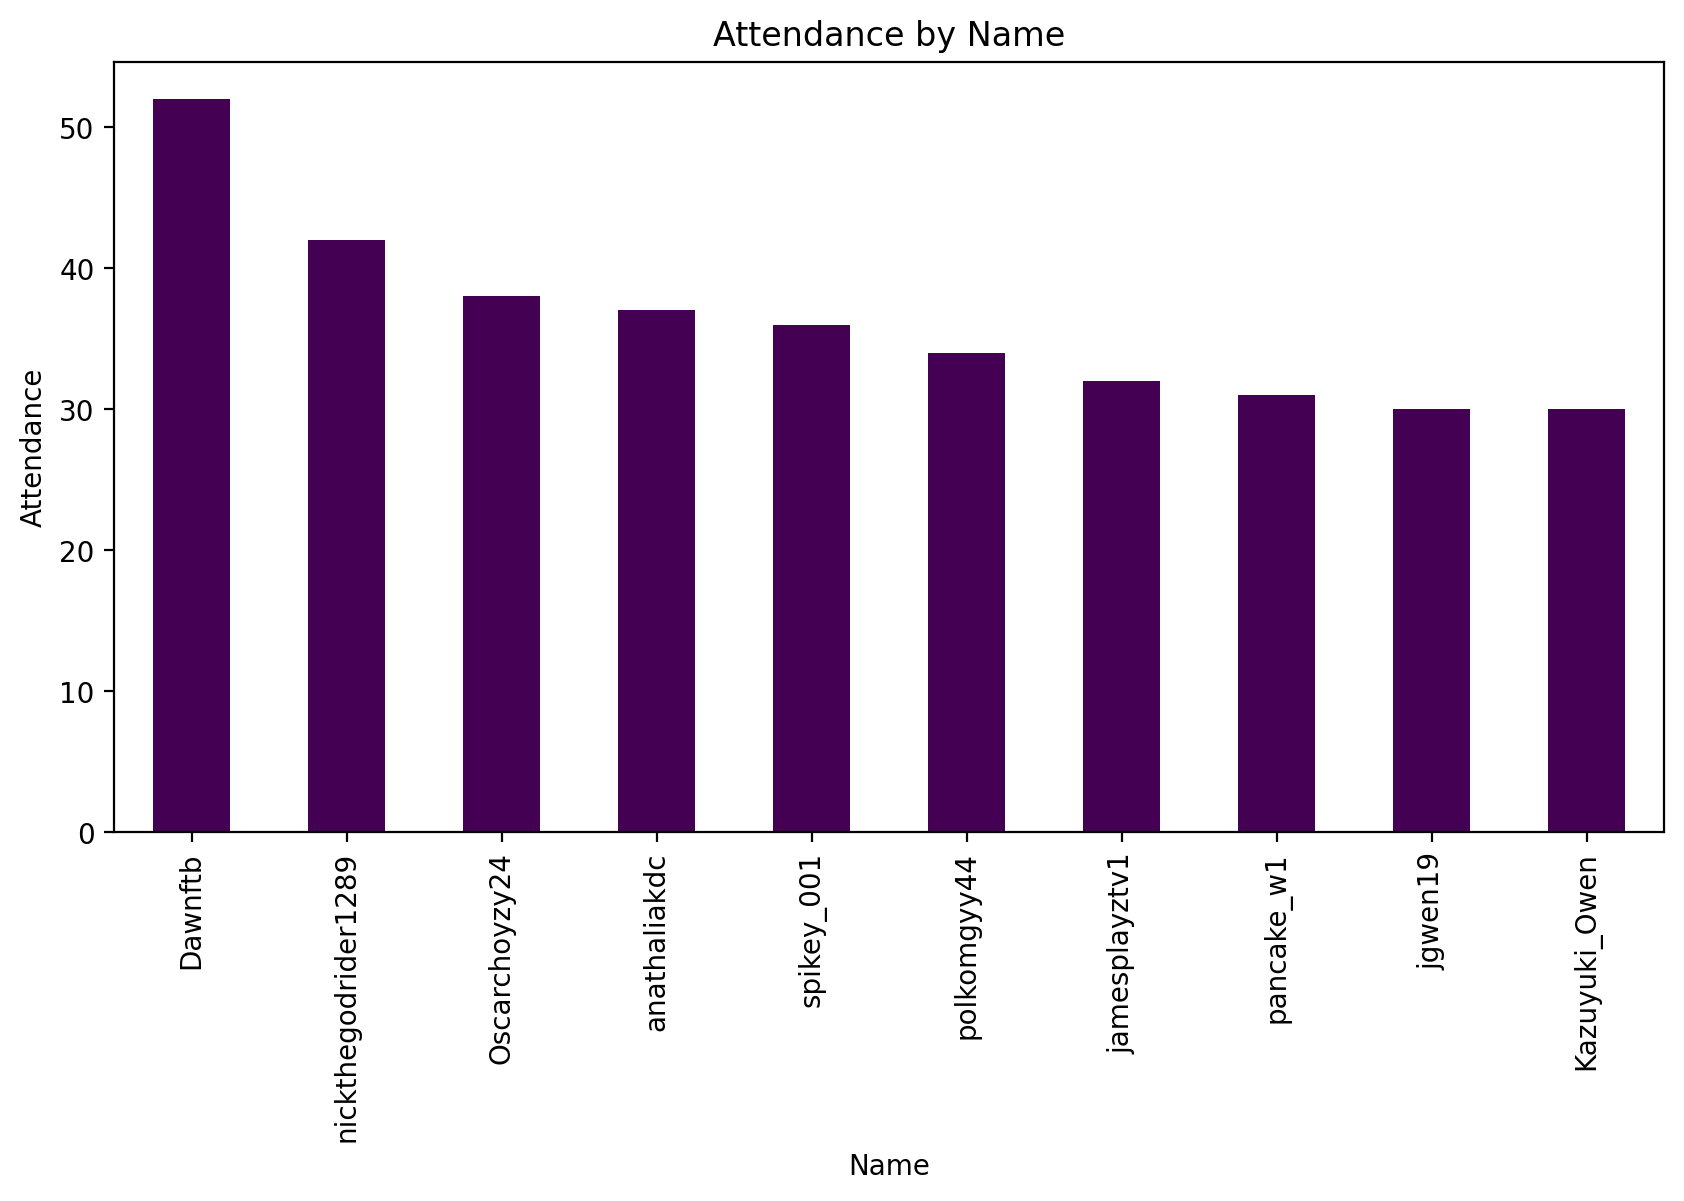 Attendance by Name
Attendance
50
40
30
20
10
0
Dawnftb
nickthegodrider1289
Oscarchoyzy24
anathaliakdc
spikey_001
polkomgyy44
jamesplayztv1
pancake_w1
jgwen19
Kazuyuki_Owen
Name